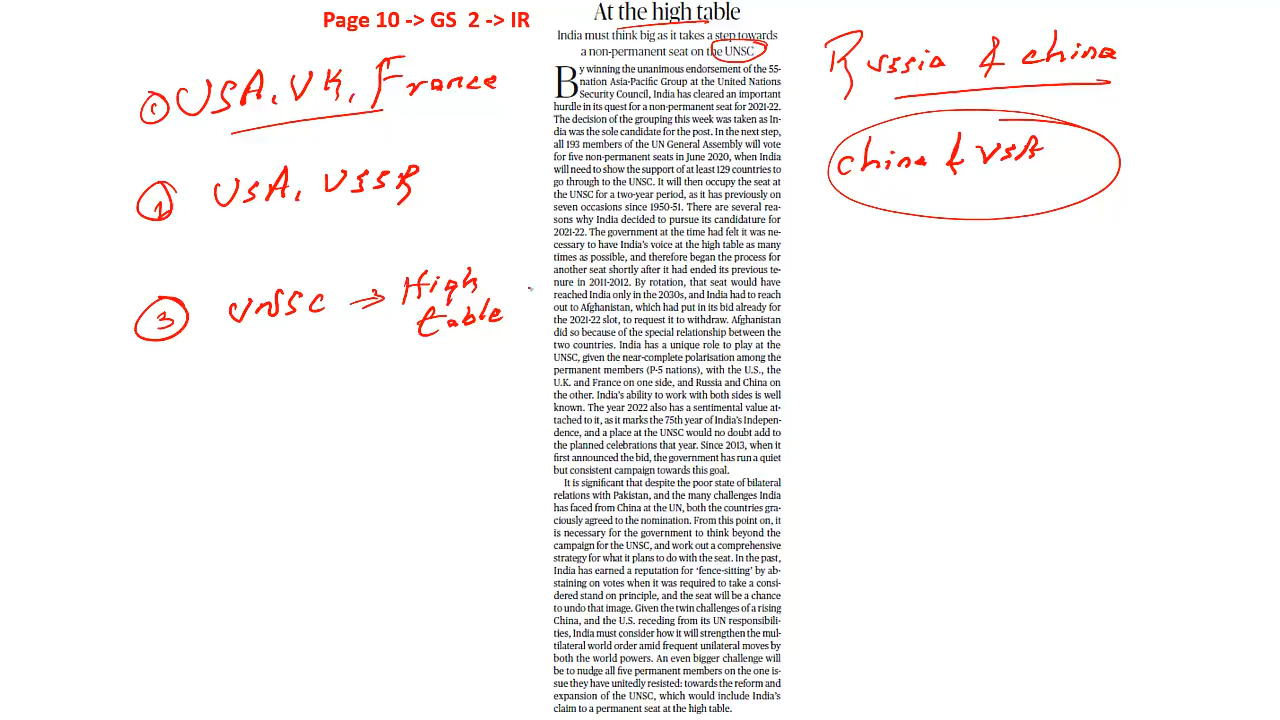 Page 10 -> GS 2 -> IR
① USA, UK, France
② USA, USSR
③ UNSC → High
table
At the high table
India must think big as it takes a step towards
a non-permanent seat on the UNSC
By winning the unanimous endorsement of the 55-
nation Asia-Pacific Group at the United Nations
Security Council, India has cleared an important
hurdle in its quest for a non-permanent seat for 2021-22.
The decision of the grouping this week was taken as In-
dia was the sole candidate for the post. In the next step,
all 193 members of the UN General Assembly will vote
for five non-permanent seats in June 2020, when India
will need to show the support of at least 129 countries to
go through to the UNSC. It will then occupy the seat at
the UNSC for a two-year period, as it has previously on
seven occasions since 1950-51. There are several rea-
sons why India decided to pursue its candidature for
2021-22. The government at the time had felt it was ne-
cessary to have India's voice at the high table as many
times as possible, and therefore began the process for
another seat shortly after it had ended its previous te-
nure in 2011-2012. By rotation, that seat would have
reached India only in the 2030s, and India had to reach
out to Afghanistan, which had put in its bid already for
the 2021-22 slot, to request it to withdraw. Afghanistan
did so because of the special relationship between the
two countries. India has a unique role to play at the
UNSC, given the near-complete polarisation among the
permanent members (P-5 nations), with the U.S., the
U.K. and France on one side, and Russia and China on
the other. India's ability to work with both sides is well
known. The year 2022 also has a sentimental value at-
tached to it, as it marks the 75th year of India's Indepen-
dence, and a place at the UNSC would no doubt add to
the planned celebrations that year. Since 2013, when it
first announced the bid, the government has run a quiet
but consistent campaign towards this goal.
It is significant that despite the poor state of bilateral
relations with Pakistan, and the many challenges India
has faced from China at the UN, both the countries gra-
ciously agreed to the nomination. From this point on, it
is necessary for the government to think beyond the
campaign for the UNSC, and work out a comprehensive
strategy for what it plans to do with the seat. In the past,
India has earned a reputation for 'fence-sitting' by ab-
staining on votes when it was required to take a consi-
dered stand on principle, and the seat will be a chance
to undo that image. Given the twin challenges of a rising
China, and the U.S. receding from its UN responsibili-
ties, India must consider how it will strengthen the mul-
tilateral world order amid frequent unilateral moves by
both the world powers. An even bigger challenge will
be to nudge all five permanent members on the one is-
sue they have unitedly resisted: towards the reform and
expansion of the UNSC, which would include India's
claim to a permanent seat at the high table.
Russsia & china
china & USA